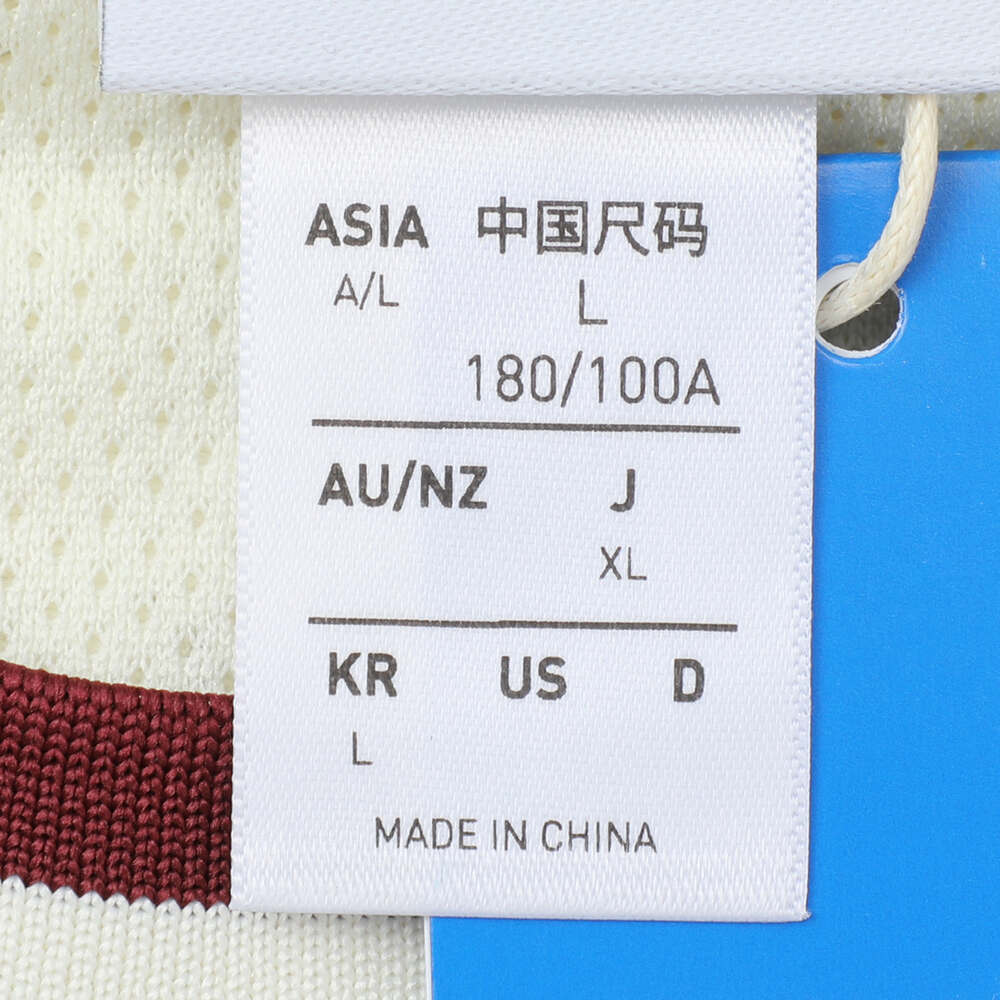 ASIA 中国尺码
A/L L
180/100A
AU/NZ J
XL
KR US D
L
MADE IN CHINA